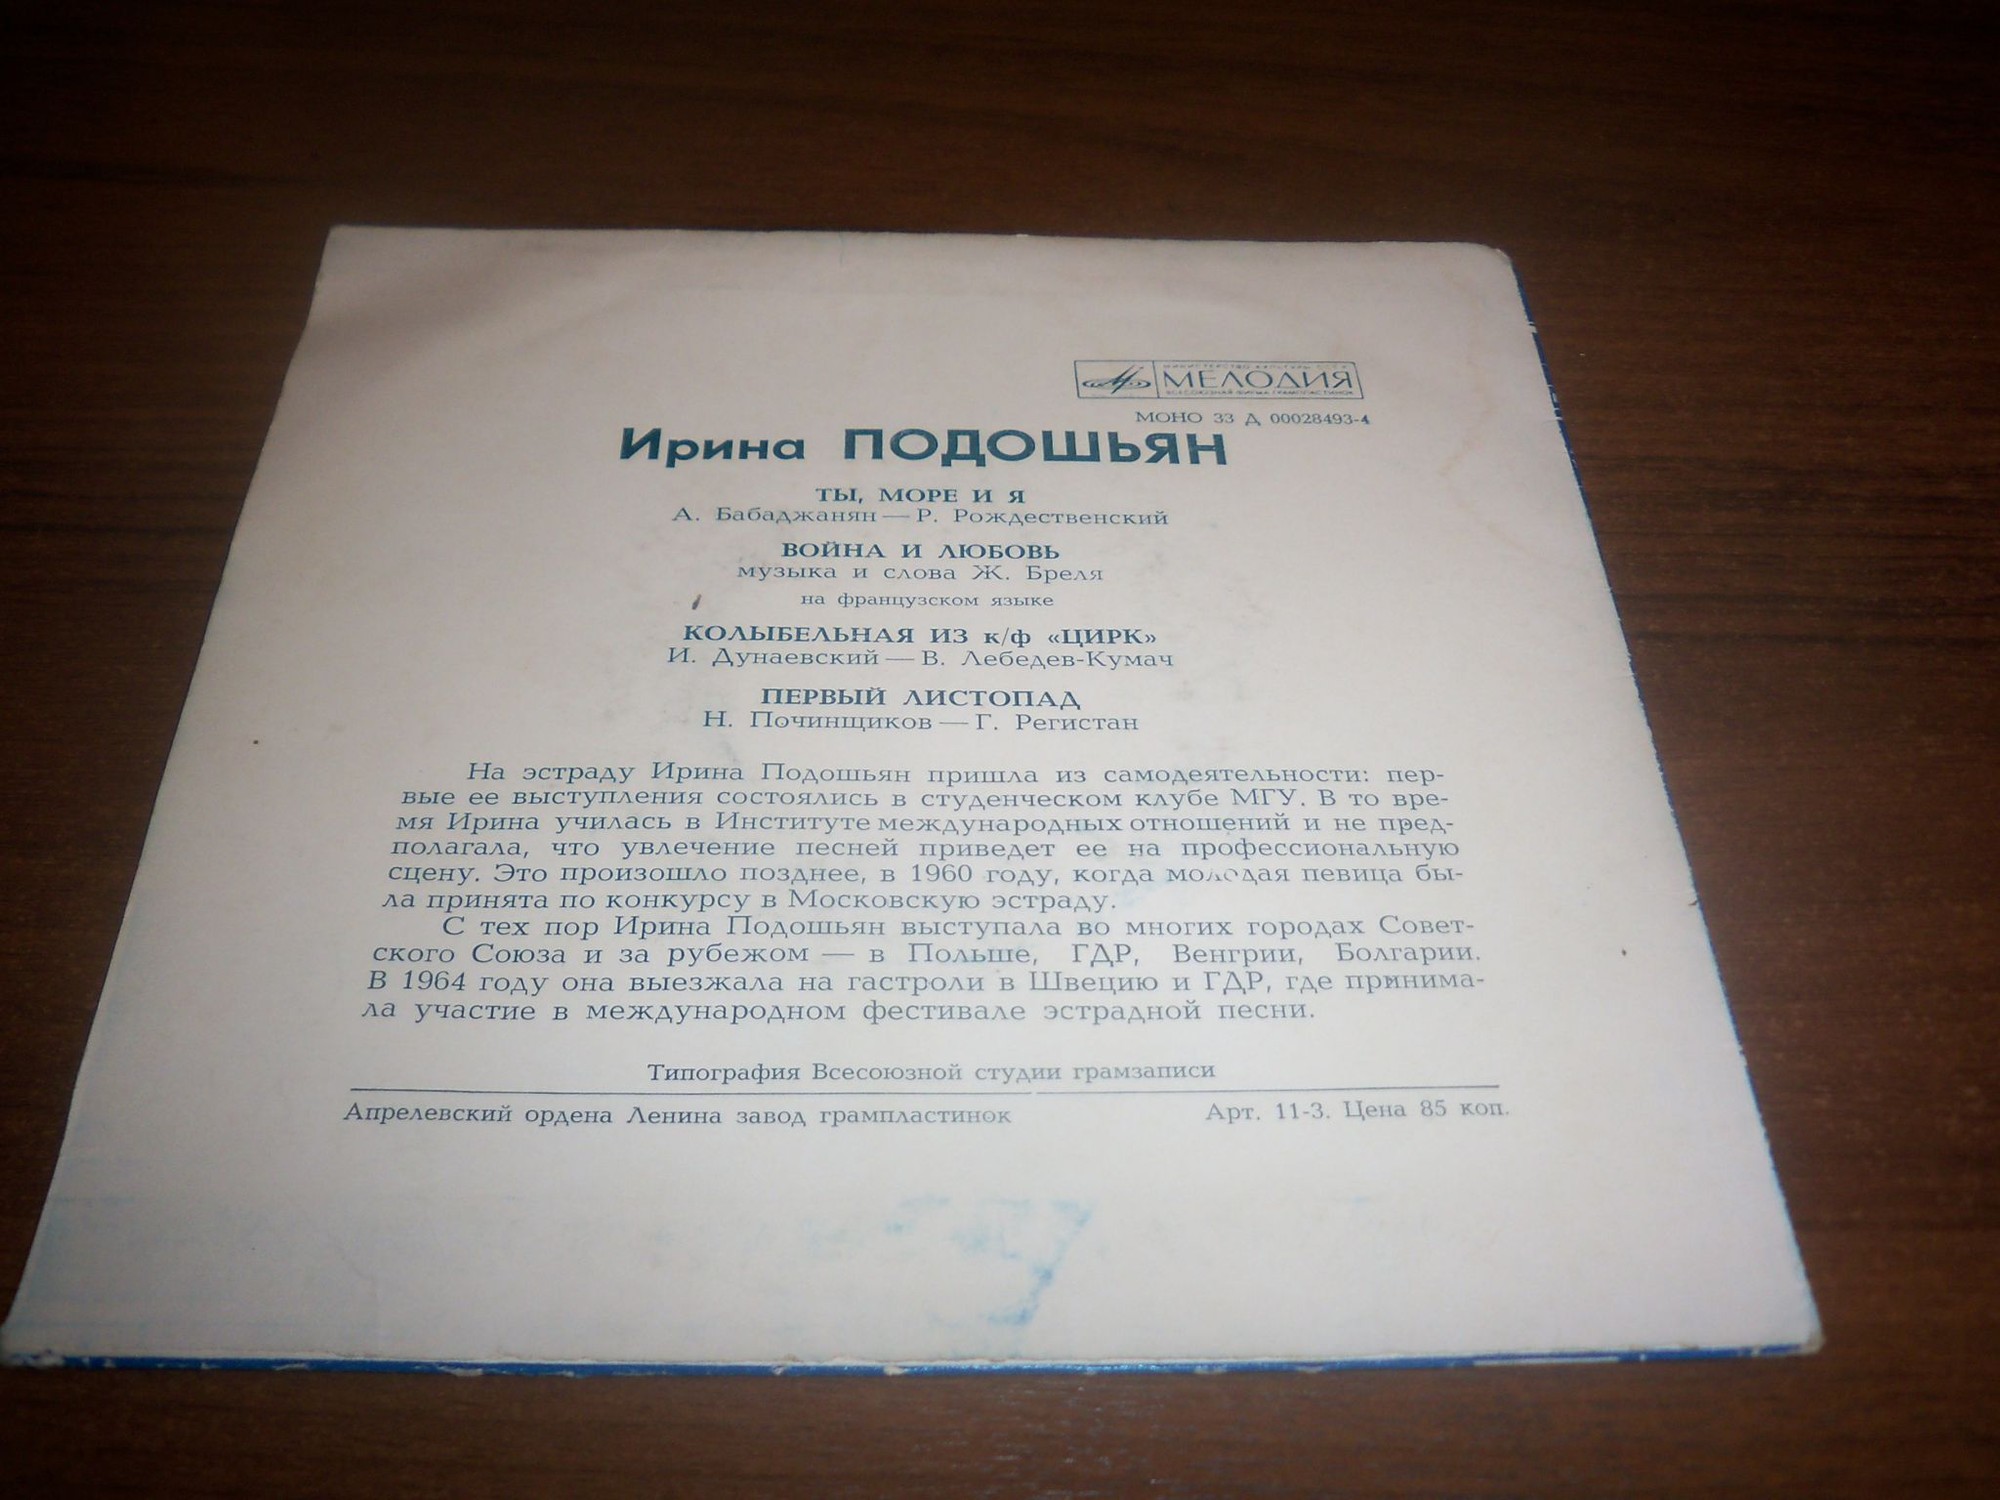 МИНИСТЕРСТВО КУЛЬТУРЫ СССР
МЕЛОДИЯ
ВСЕСОЮЗНАЯ ФИРМА ГРАМПЛАСТИНОК
МОНО 33 Д 00028493-4
Ирина ПОДОШЬЯН
ТЫ, МОРЕ И Я
А. Бабаджанян — Р. Рождественский
ВОЙНА И ЛЮБОВЬ
музыка и слова Ж. Бреля
на французском языке
КОЛЫБЕЛЬНАЯ ИЗ к/ф «ЦИРК»
И. Дунаевский — В. Лебедев-Кумач
ПЕРВЫЙ ЛИСТОПАД
Н. Починщиков — Г. Регистан
На эстраду Ирина Подошьян пришла из самодеятельности: пер-
вые ее выступления состоялись в студенческом клубе МГУ. В то вре-
мя Ирина училась в Институте международных отношений и не пред-
полагала, что увлечение песней приведет ее на профессиональную
сцену. Это произошло позднее, в 1960 году, когда молодая певица бы-
ла принята по конкурсу в Московскую эстраду.
С тех пор Ирина Подошьян выступала во многих городах Совет-
ского Союза и за рубежом — в Польше, ГДР, Венгрии, Болгарии.
В 1964 году она выезжала на гастроли в Швецию и ГДР, где принима-
ла участие в международном фестивале эстрадной песни.
Типография Всесоюзной студии грамзаписи
Апрелевский ордена Ленина завод грампластинок Арт. 11-3. Цена 85 коп.